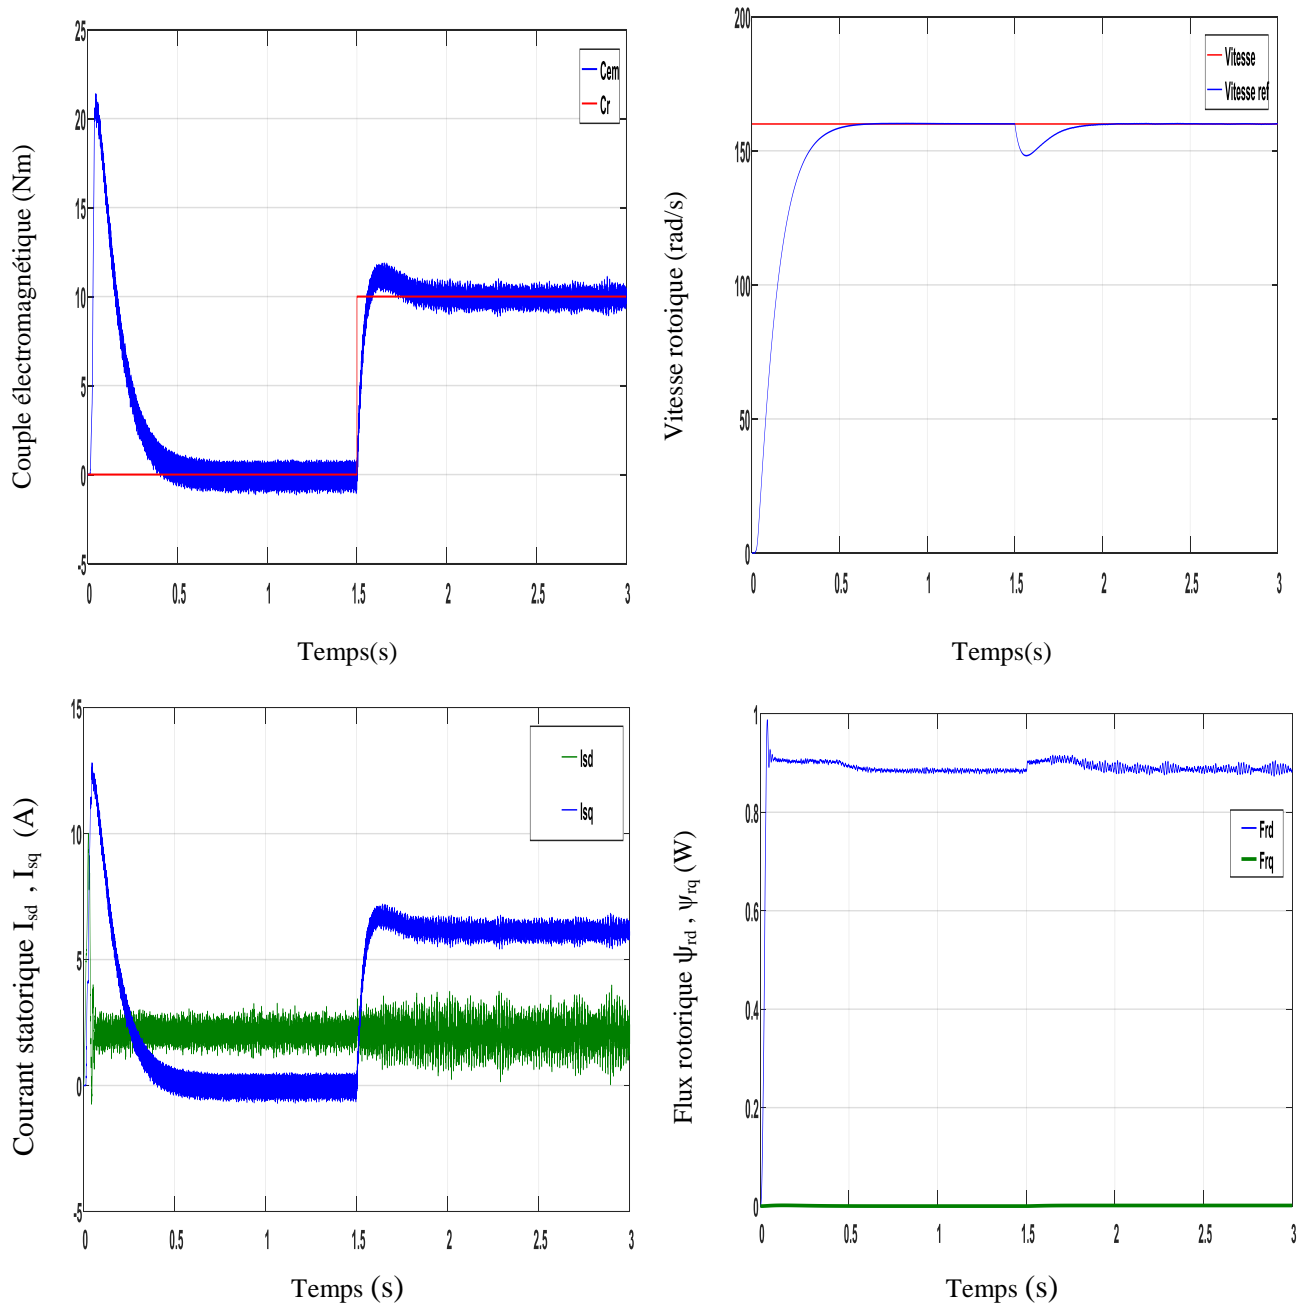 Couple électromagnétique (Nm)
25
20
15
10
5
0
-5
Cem
Cr
0 0.5 1 1.5 2 2.5 3
Temps(s)
Vitesse rotoique (rad/s)
200
150
100
50
0
Vitesse
Vitesse ref
0 0.5 1 1.5 2 2.5 3
Temps(s)
Courant statorique Isd , Isq (A)
15
10
5
0
-5
Isd
Isq
0 0.5 1 1.5 2 2.5 3
Temps (s)
Flux rotorique ψrd , ψrq (W)
1
0.8
0.6
0.4
0.2
0
Frd
Frq
0 0.5 1 1.5 2 2.5 3
Temps (s)